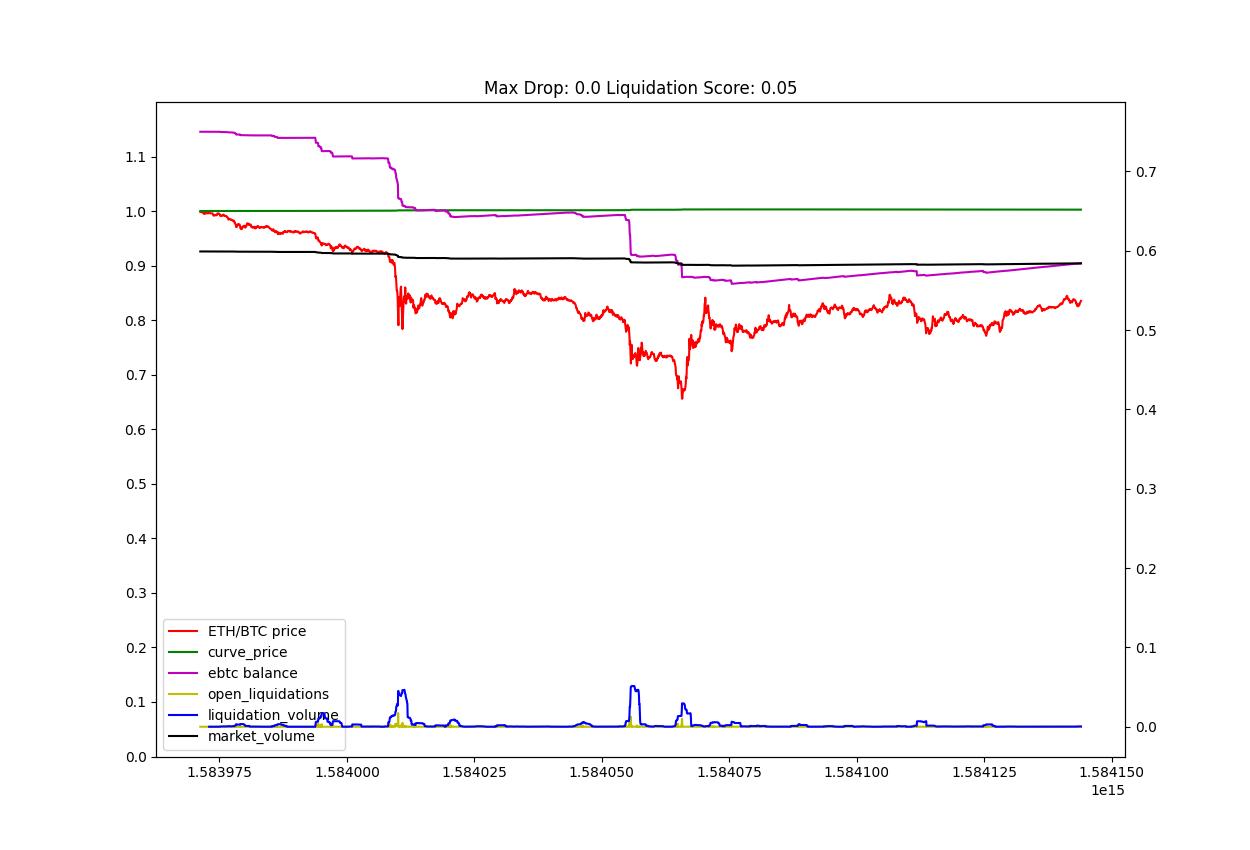 Max Drop: 0.0 Liquidation Score: 0.05
1.1
1.0
0.9
0.8
0.7
0.6
0.5
0.4
0.3
0.2
0.1
0.0
0.7
0.6
0.5
0.4
0.3
0.2
0.1
0.0
ETH/BTC price
curve_price
ebtc balance
open_liquidations
liquidation_volume
market_volume
1.583975 1.584000 1.584025 1.584050 1.584075 1.584100 1.584125 1.584150
1e15